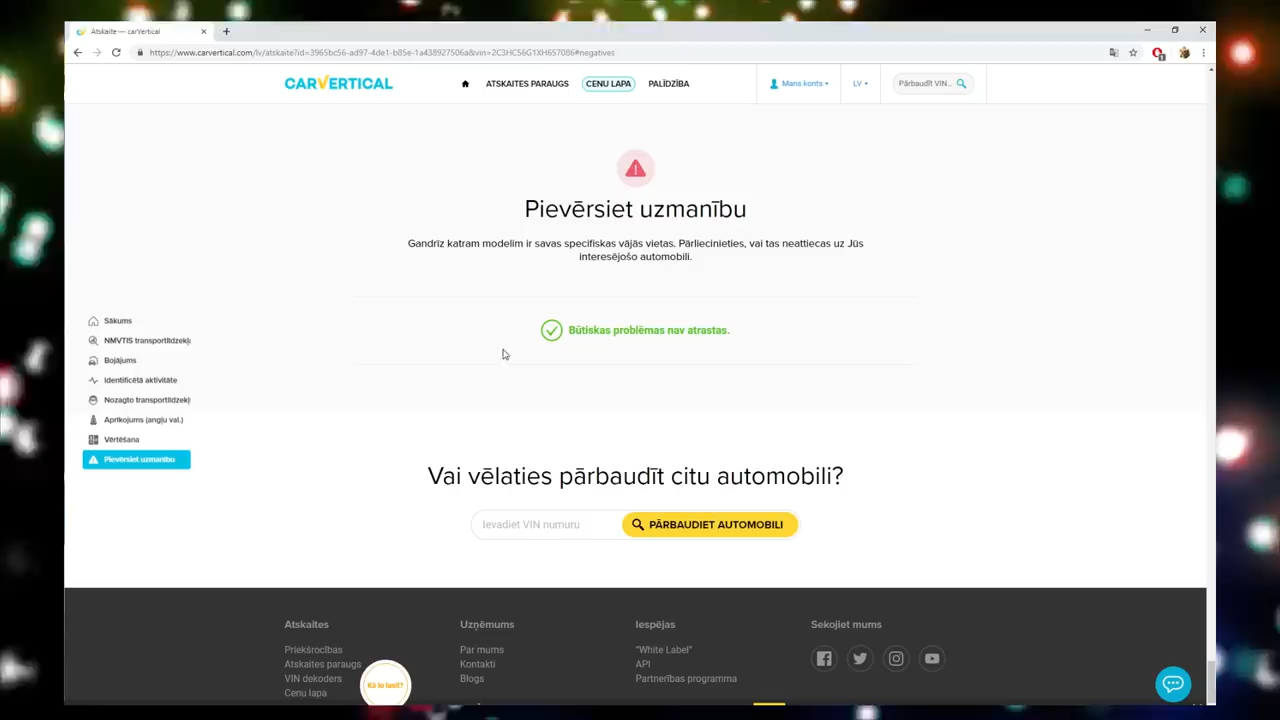 Atskaite — carVertical
https://www.carvertical.com/lv/atskaite?id=3965bc56-ad97-4de1-b85e-1a438927506a&vin=2C3HC56G1XH657086#negatives
CARVERTICAL
ATSKAITES PARAUGS
CENU LAPA
PALĪDZĪBA
Mans konts
LV
Pārbaudīt VIN...
Pievērsiet uzmanību
Gandrīz katram modelim ir savas specifiskas vājās vietas. Pārliecinieties, vai tas neattiecas uz Jūs
interesējošo automobili.
Būtiskas problēmas nav atrastas.
Sākums
NMVTIS transportlīdzekļa
Bojājums
Identificētā aktivitāte
Nozagto transportlīdzekļ
Aprīkojums (angļu val.)
Vērtēšana
Pievērsiet uzmanību
Vai vēlaties pārbaudīt citu automobili?
Ievadiet VIN numuru
PĀRBAUDIET AUTOMOBILI
Atskaites
Priekšrocības
Atskaites paraugs
VIN dekoders
Cenu lapa
Kā to lasīt?
Uzņēmums
Par mums
Kontakti
Blogs
Iespējas
"White Label"
API
Partnerības programma
Sekojiet mums